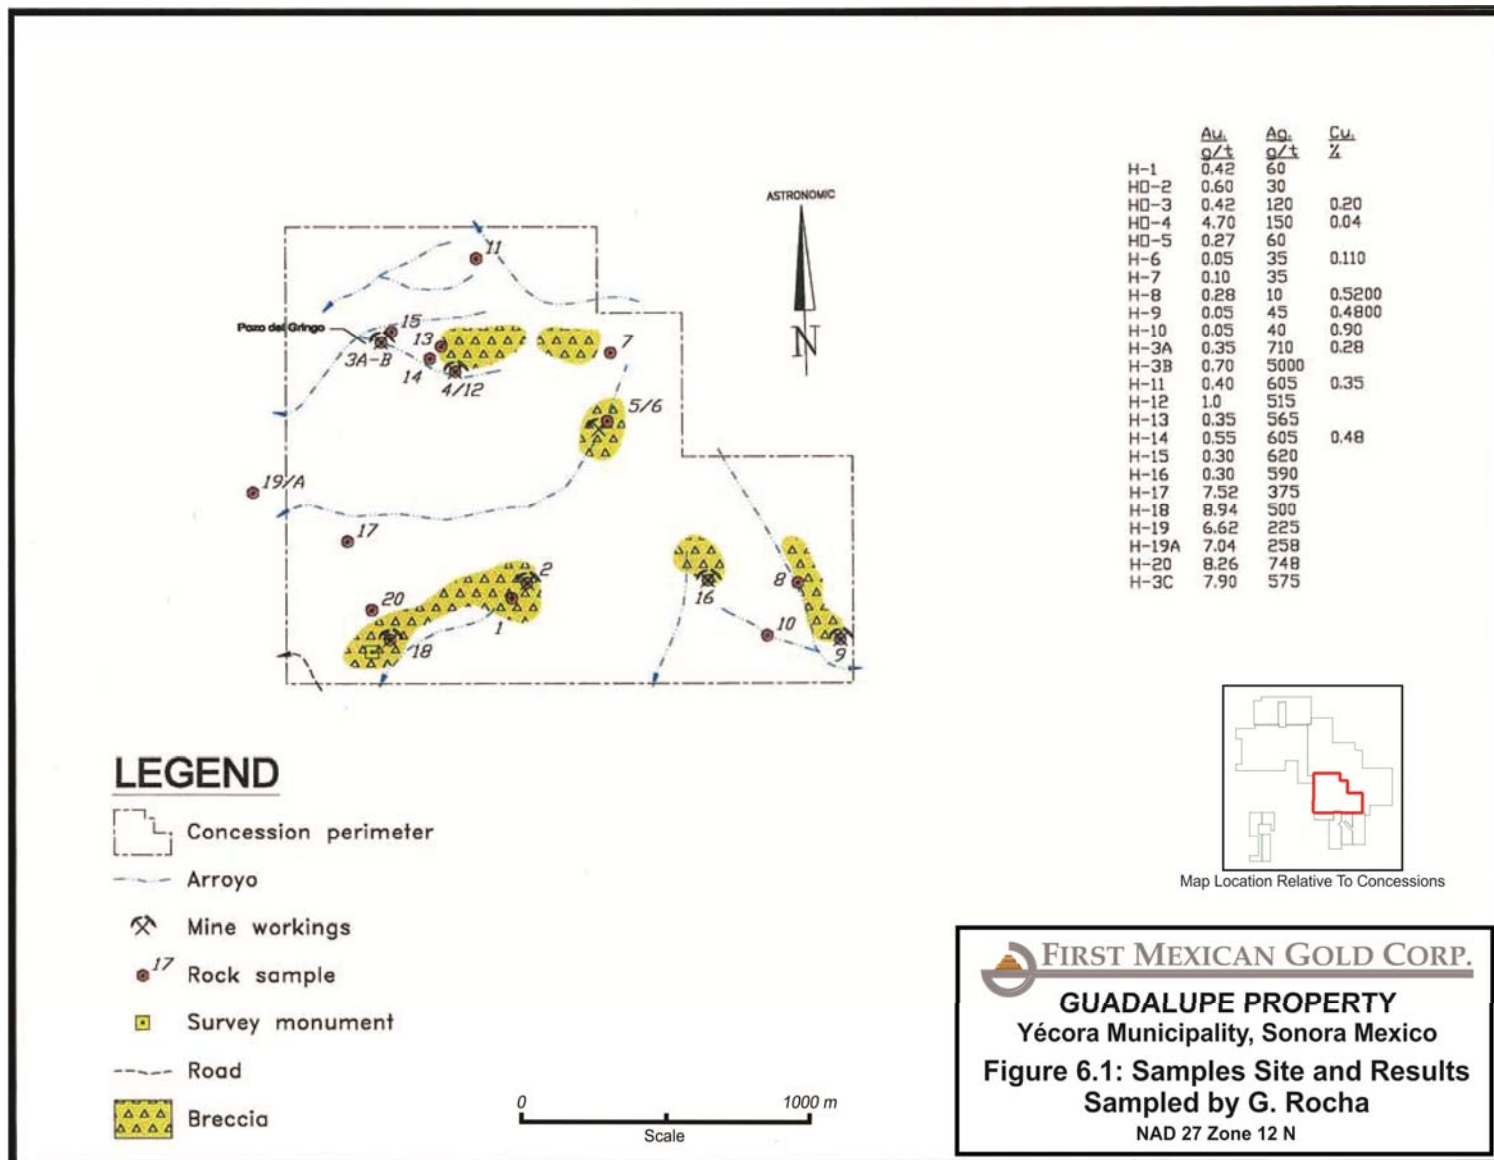 ASTRONOMIC
N
11
Pozo del Gringo
15
13
3A-B
14
4/12
7
5/6
19/A
17
2
20
1
18
16
8
10
9
Au. Ag. Cu.
g/t g/t %
H-1 0.42 60
HO-2 0.60 30
HO-3 0.42 120 0.20
HO-4 4.70 150 0.04
HO-5 0.27 60
H-6 0.05 35 0.110
H-7 0.10 35
H-8 0.28 10 0.5200
H-9 0.05 45 0.4800
H-10 0.05 40 0.90
H-3A 0.35 710 0.28
H-3B 0.70 5000
H-11 0.40 605 0.35
H-12 1.0 515
H-13 0.35 565
H-14 0.55 605 0.48
H-15 0.30 620
H-16 0.30 590
H-17 7.52 375
H-18 8.94 500
H-19 6.62 225
H-19A 7.04 258
H-20 8.26 748
H-3C 7.90 575
Map Location Relative To Concessions
LEGEND
Concession perimeter
Arroyo
Mine workings
17 Rock sample
Survey monument
Road
Breccia
0 1000 m
Scale
FIRST MEXICAN GOLD CORP.
GUADALUPE PROPERTY
Yécora Municipality, Sonora Mexico
Figure 6.1: Samples Site and Results
Sampled by G. Rocha
NAD 27 Zone 12 N